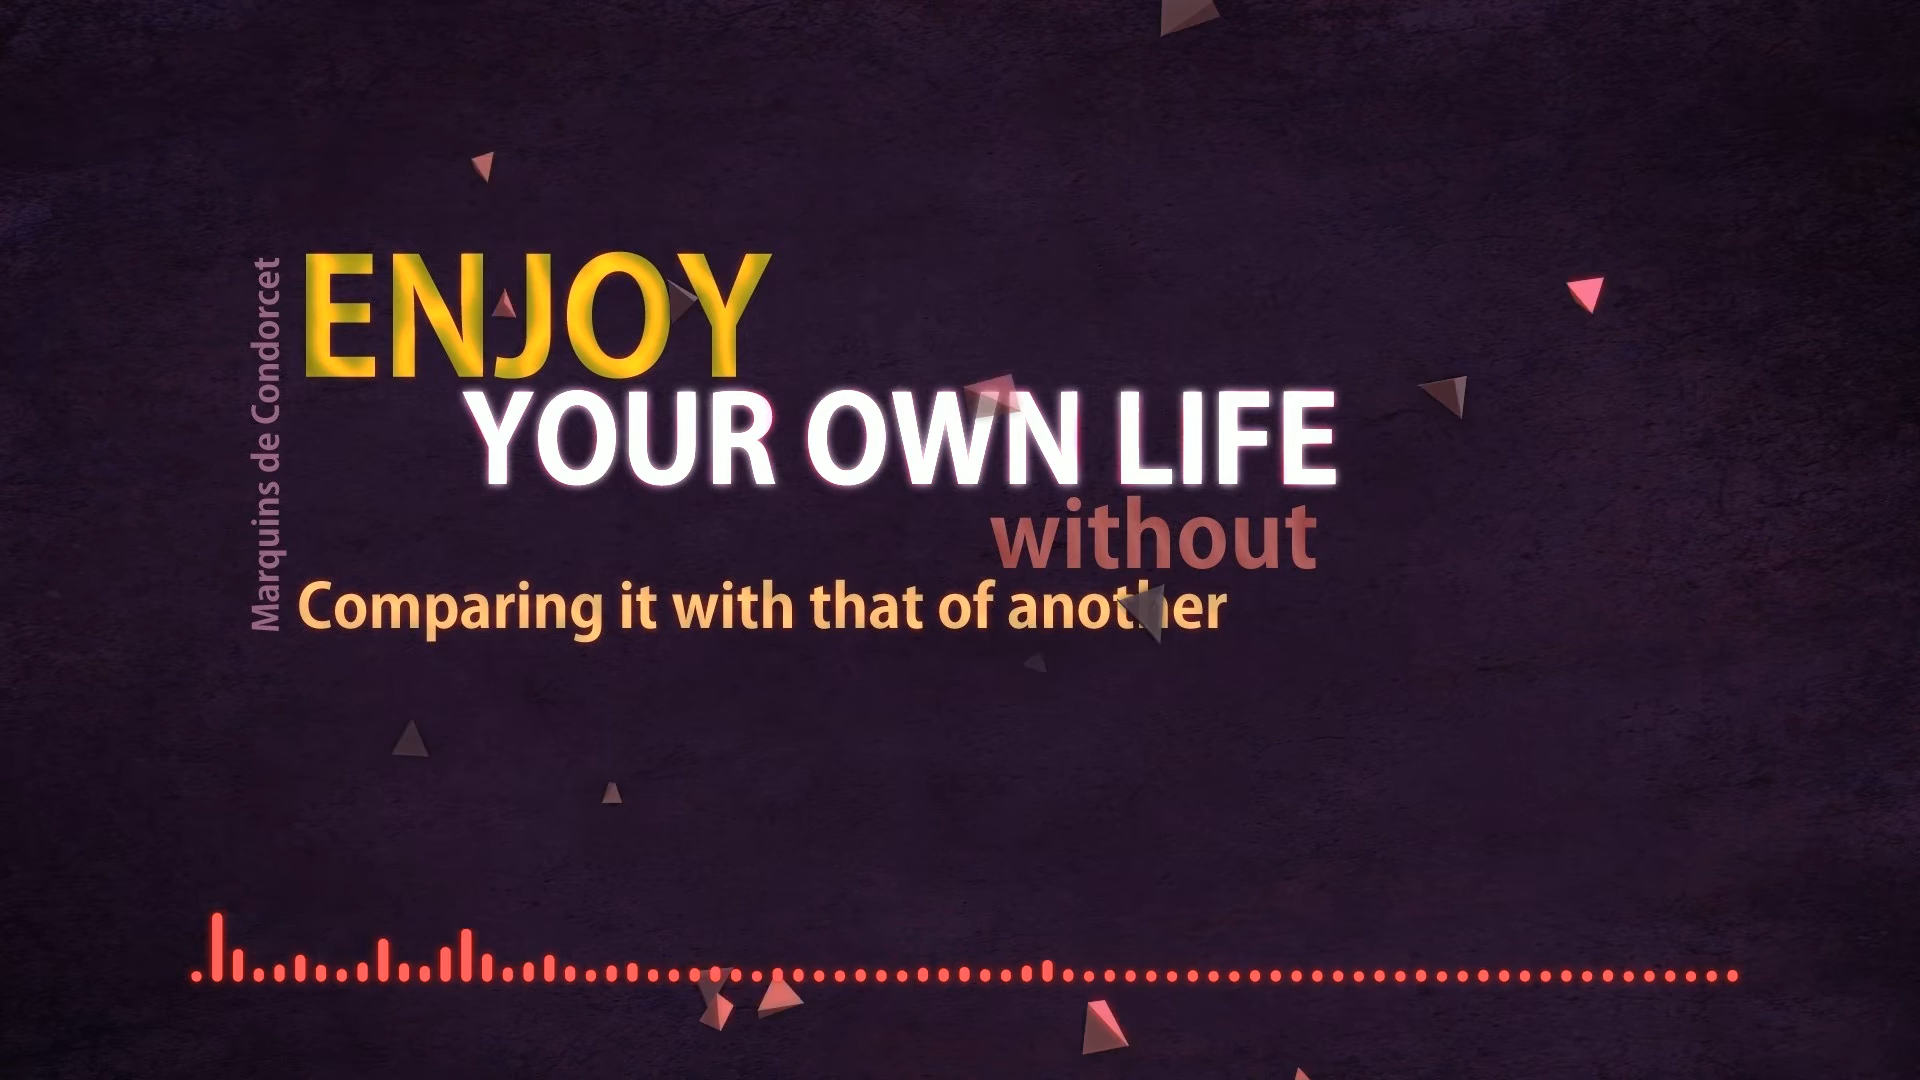 Marquins de Condorcet
ENJOY
YOUR OWN LIFE
without
Comparing it with that of another